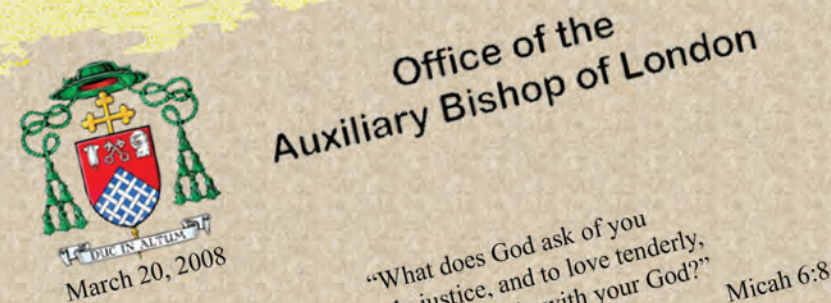 Office of the
Auxiliary Bishop of London
DUC IN ALTUM
March 20, 2008
“What does God ask of you
justice, and to love tenderly,
with your God?”
Micah 6:8